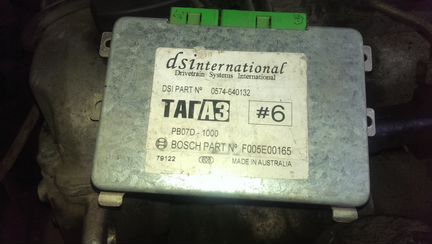 dsinternational
Drivetrain Systems International
DSI PART Nº 0574-640132
ТАГАЗ #6
PB07D - 1000
BOSCH PART Nº F005E00165
79122 MADE IN AUSTRALIA